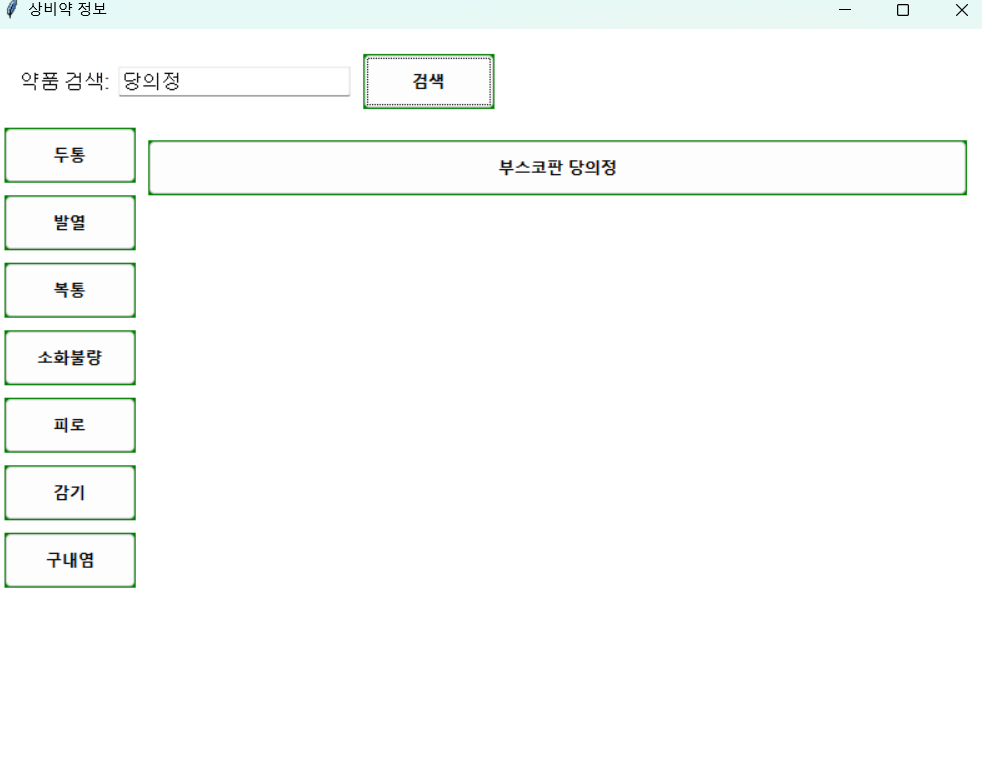 상비약 정보
약품 검색: 당의정 검색
두통
부스코판 당의정
발열
복통
소화불량
피로
감기
구내염